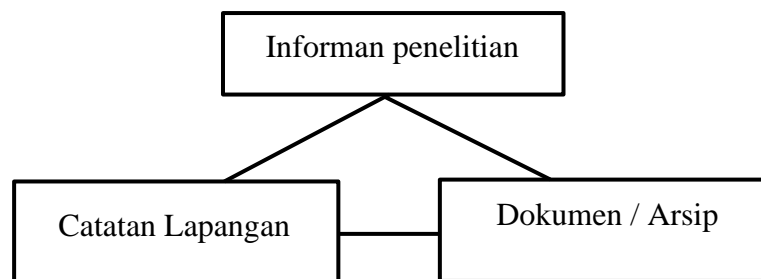 Informan penelitian
Catatan Lapangan
Dokumen / Arsip